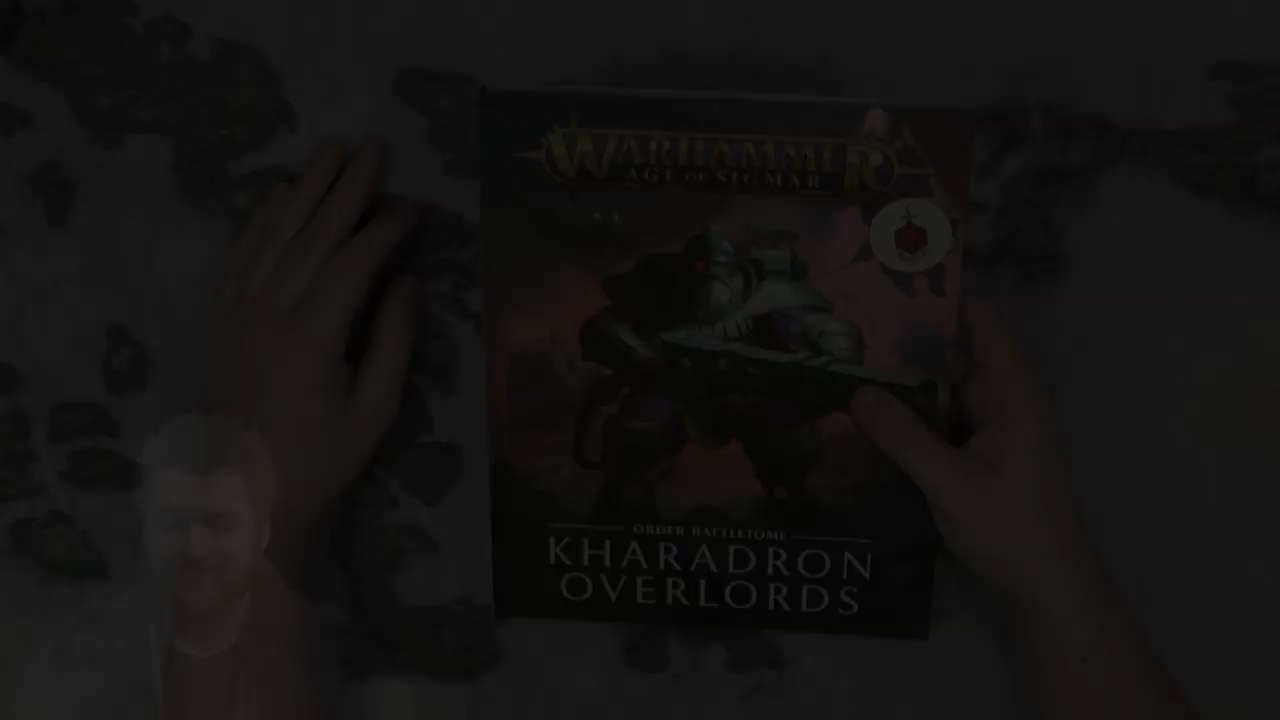 WARHAMMER
AGE OF SIGMAR
ORDER BATTLETOME
KHARADRON
OVERLORDS